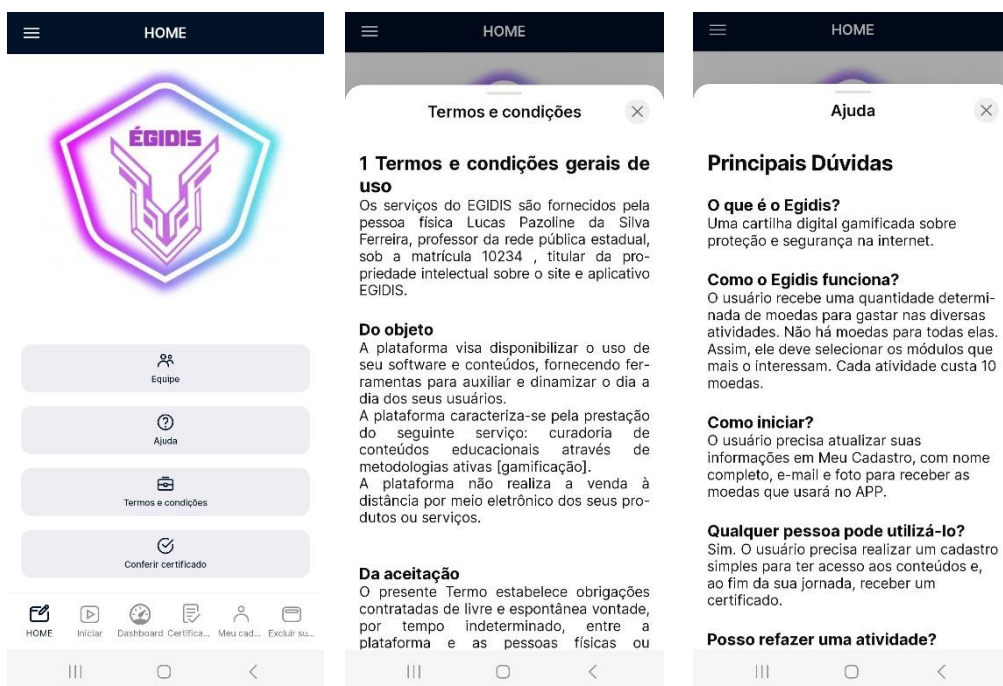 HOME
ÉGIDIS
Equipe
Ajuda
Termos e condições
Conferir certificado
HOME
Iniciar
Dashboard
Certifica...
Meu cad...
Excluir su...
HOME
Termos e condições
1 Termos e condições gerais de
uso
Os serviços do EGIDIS são fornecidos pela
pessoa física Lucas Pazoline da Silva
Ferreira, professor da rede pública estadual,
sob a matrícula 10234 , titular da pro-
priedade intelectual sobre o site e aplicativo
EGIDIS.
Do objeto
A plataforma visa disponibilizar o uso de
seu software e conteúdos, fornecendo fer-
ramentas para auxiliar e dinamizar o dia a
dia dos seus usuários.
A plataforma caracteriza-se pela prestação
do seguinte serviço: curadoria de
conteúdos educacionais através de
metodologias ativas [gamificação].
A plataforma não realiza a venda à
distância por meio eletrônico dos seus pro-
dutos ou serviços.
Da aceitação
O presente Termo estabelece obrigações
contratadas de livre e espontânea vontade,
por tempo indeterminado, entre a
plataforma e as pessoas físicas ou
HOME
Ajuda
Principais Dúvidas
O que é o Egidis?
Uma cartilha digital gamificada sobre
proteção e segurança na internet.
Como o Egidis funciona?
O usuário recebe uma quantidade determi-
nada de moedas para gastar nas diversas
atividades. Não há moedas para todas elas.
Assim, ele deve selecionar os módulos que
mais o interessam. Cada atividade custa 10
moedas.
Como iniciar?
O usuário precisa atualizar suas
informações em Meu Cadastro, com nome
completo, e-mail e foto para receber as
moedas que usará no APP.
Qualquer pessoa pode utilizá-lo?
Sim. O usuário precisa realizar um cadastro
simples para ter acesso aos conteúdos e,
ao fim da sua jornada, receber um
certificado.
Posso refazer uma atividade?